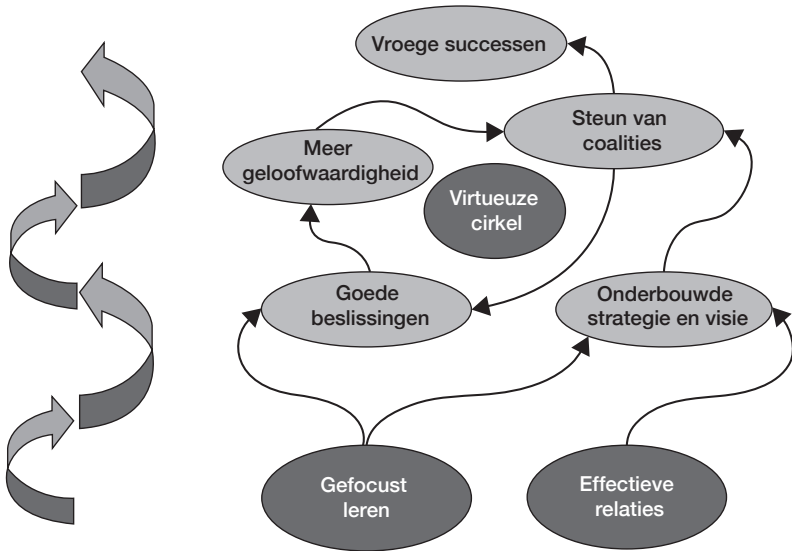 Vroege successen
Steun van
coalities
Meer
geloofwaardigheid
Virtueuze
cirkel
Goede
beslissingen
Onderbouwde
strategie en visie
Gefocust
leren
Effectieve
relaties